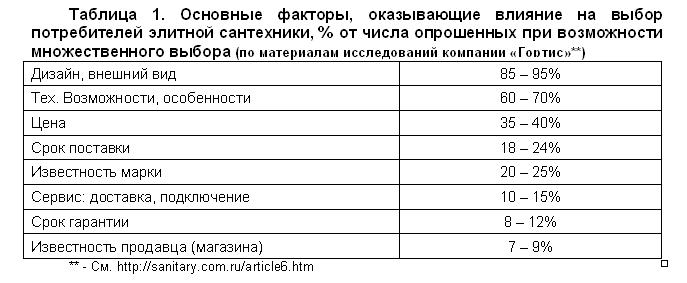 Таблица 1. Основные факторы, оказывающие влияние на выбор
потребителей элитной сантехники, % от числа опрошенных при возможности
множественного выбора (по материалам исследований компании «Гортис»**)
Дизайн, внешний вид 85 – 95%
Тех. Возможности, особенности 60 – 70%
Цена 35 – 40%
Срок поставки 18 – 24%
Известность марки 20 – 25%
Сервис: доставка, подключение 10 – 15%
Срок гарантии 8 – 12%
Известность продавца (магазина) 7 – 9%
** - См. http://sanitary.com.ru/article6.htm